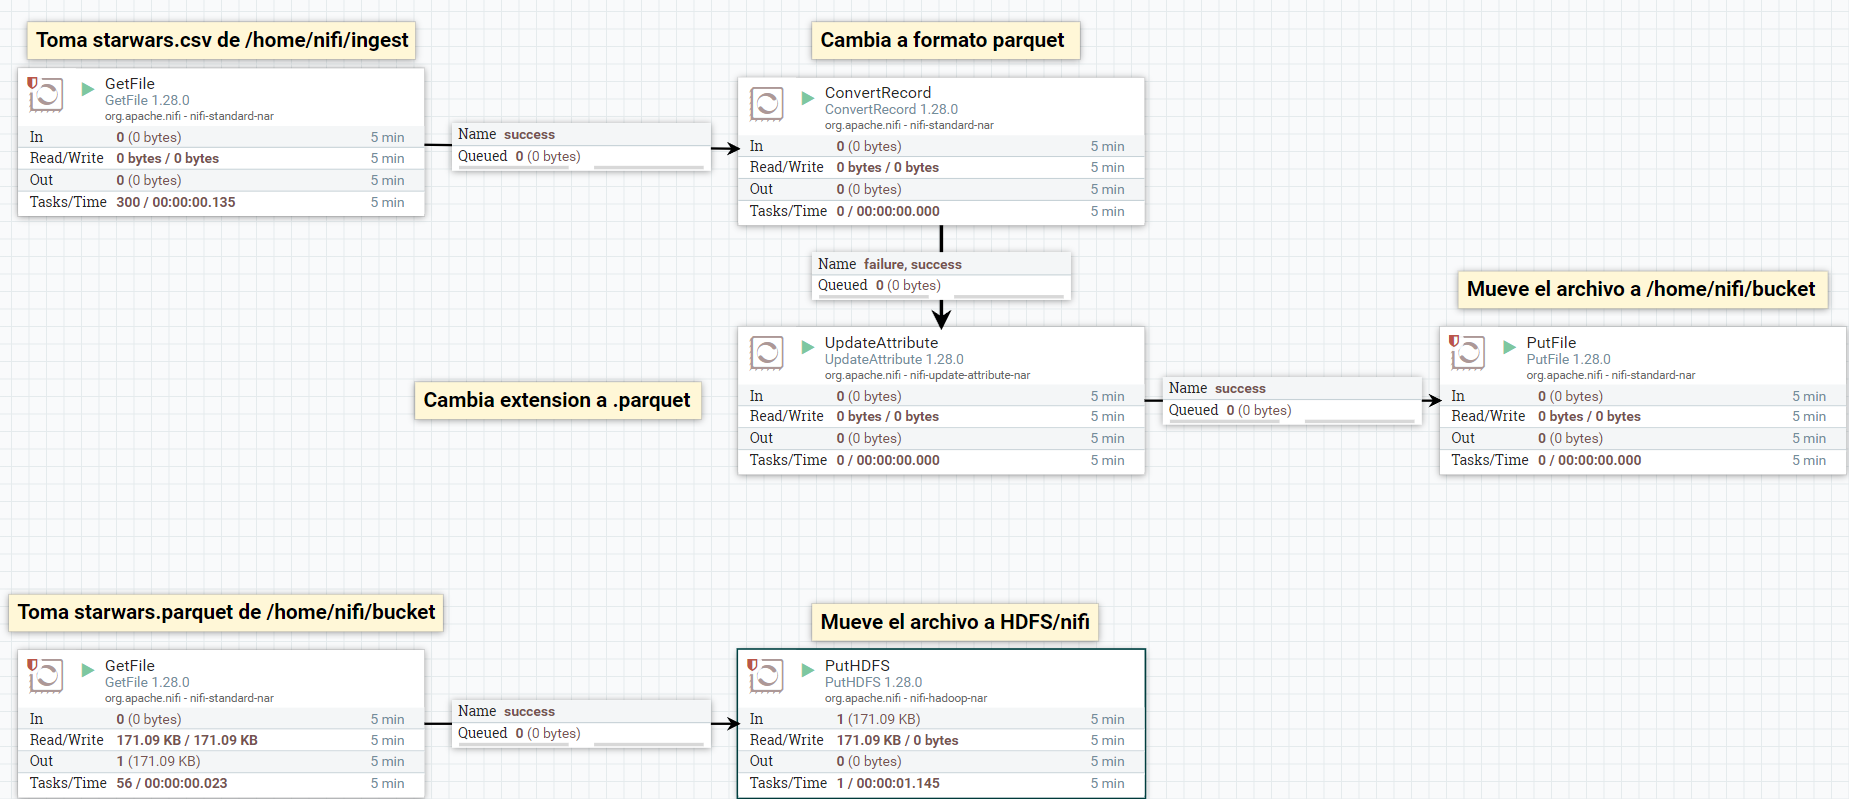 Toma starwars.csv de /home/nifi/ingest
GetFile
GetFile 1.28.0
org.apache.nifi - nifi-standard-nar
In 0 (0 bytes) 5 min
Read/Write 0 bytes / 0 bytes 5 min
Out 0 (0 bytes) 5 min
Tasks/Time 300 / 00:00:00.135 5 min
Name success
Queued 0 (0 bytes)
Cambia a formato parquet
ConvertRecord
ConvertRecord 1.28.0
org.apache.nifi - nifi-standard-nar
In 0 (0 bytes) 5 min
Read/Write 0 bytes / 0 bytes 5 min
Out 0 (0 bytes) 5 min
Tasks/Time 0 / 00:00:00.000 5 min
Name failure, success
Queued 0 (0 bytes)
Cambia extension a .parquet
UpdateAttribute
UpdateAttribute 1.28.0
org.apache.nifi - nifi-update-attribute-nar
In 0 (0 bytes) 5 min
Read/Write 0 bytes / 0 bytes 5 min
Out 0 (0 bytes) 5 min
Tasks/Time 0 / 00:00:00.000 5 min
Name success
Queued 0 (0 bytes)
Mueve el archivo a /home/nifi/bucket
PutFile
PutFile 1.28.0
org.apache.nifi - nifi-standard-nar
In 0 (0 bytes) 5 min
Read/Write 0 bytes / 0 bytes 5 min
Out 0 (0 bytes) 5 min
Tasks/Time 0 / 00:00:00.000 5 min
Toma starwars.parquet de /home/nifi/bucket
GetFile
GetFile 1.28.0
org.apache.nifi - nifi-standard-nar
In 0 (0 bytes) 5 min
Read/Write 171.09 KB / 171.09 KB 5 min
Out 1 (171.09 KB) 5 min
Tasks/Time 56 / 00:00:00.023 5 min
Name success
Queued 0 (0 bytes)
Mueve el archivo a HDFS/nifi
PutHDFS
PutHDFS 1.28.0
org.apache.nifi - nifi-hadoop-nar
In 1 (171.09 KB) 5 min
Read/Write 171.09 KB / 0 bytes 5 min
Out 0 (0 bytes) 5 min
Tasks/Time 1 / 00:00:01.145 5 min